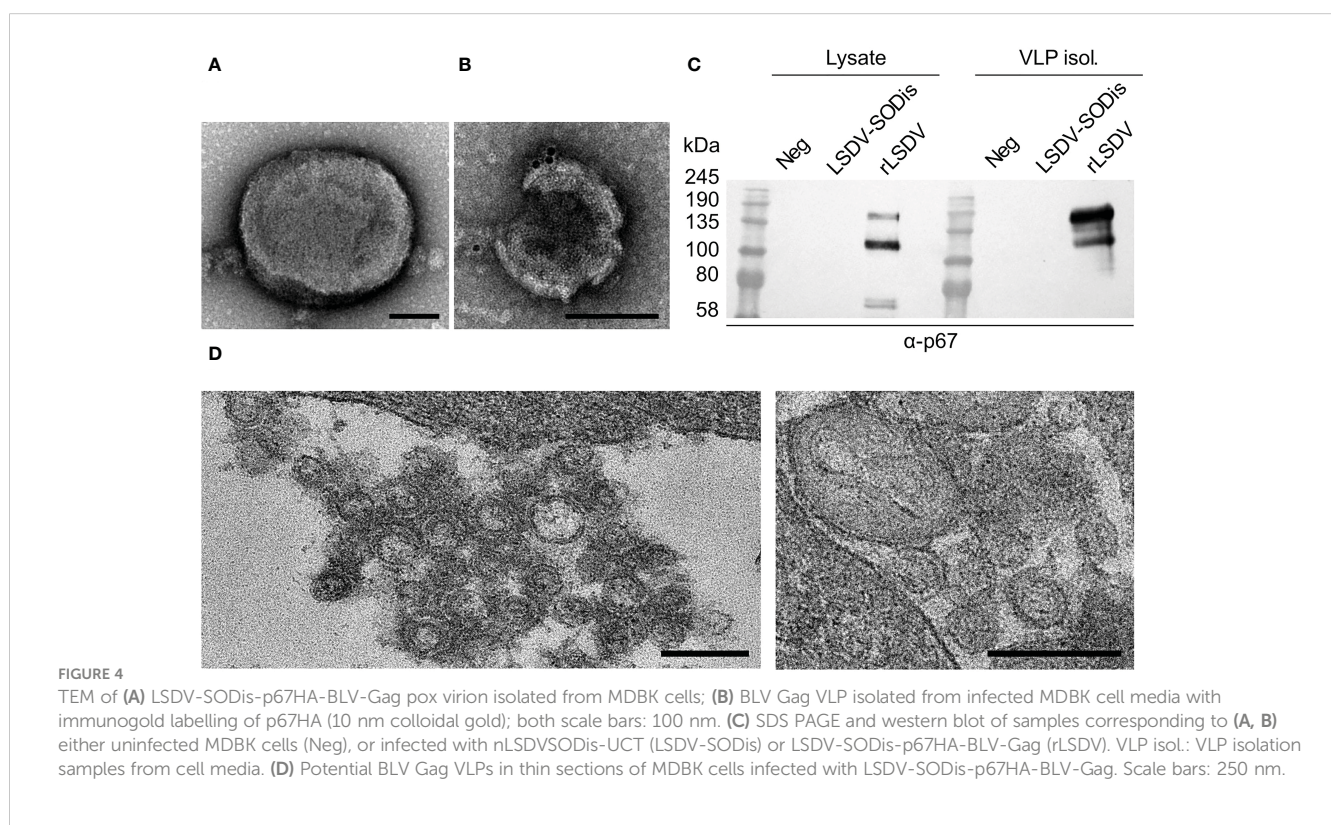 A
B
C
Lysate
VLP isol.
kDa
Neg
LSDV-SODis
rLSDV
Neg
LSDV-SODis
rLSDV
245
190
135
100
80
58
α-p67
D
FIGURE 4
TEM of (A) LSDV-SODis-p67HA-BLV-Gag pox virion isolated from MDBK cells; (B) BLV Gag VLP isolated from infected MDBK cell media with
immunogold labelling of p67HA (10 nm colloidal gold); both scale bars: 100 nm. (C) SDS PAGE and western blot of samples corresponding to (A, B)
either uninfected MDBK cells (Neg), or infected with nLSDVSODis-UCT (LSDV-SODis) or LSDV-SODis-p67HA-BLV-Gag (rLSDV). VLP isol.: VLP isolation
samples from cell media. (D) Potential BLV Gag VLPs in thin sections of MDBK cells infected with LSDV-SODis-p67HA-BLV-Gag. Scale bars: 250 nm.